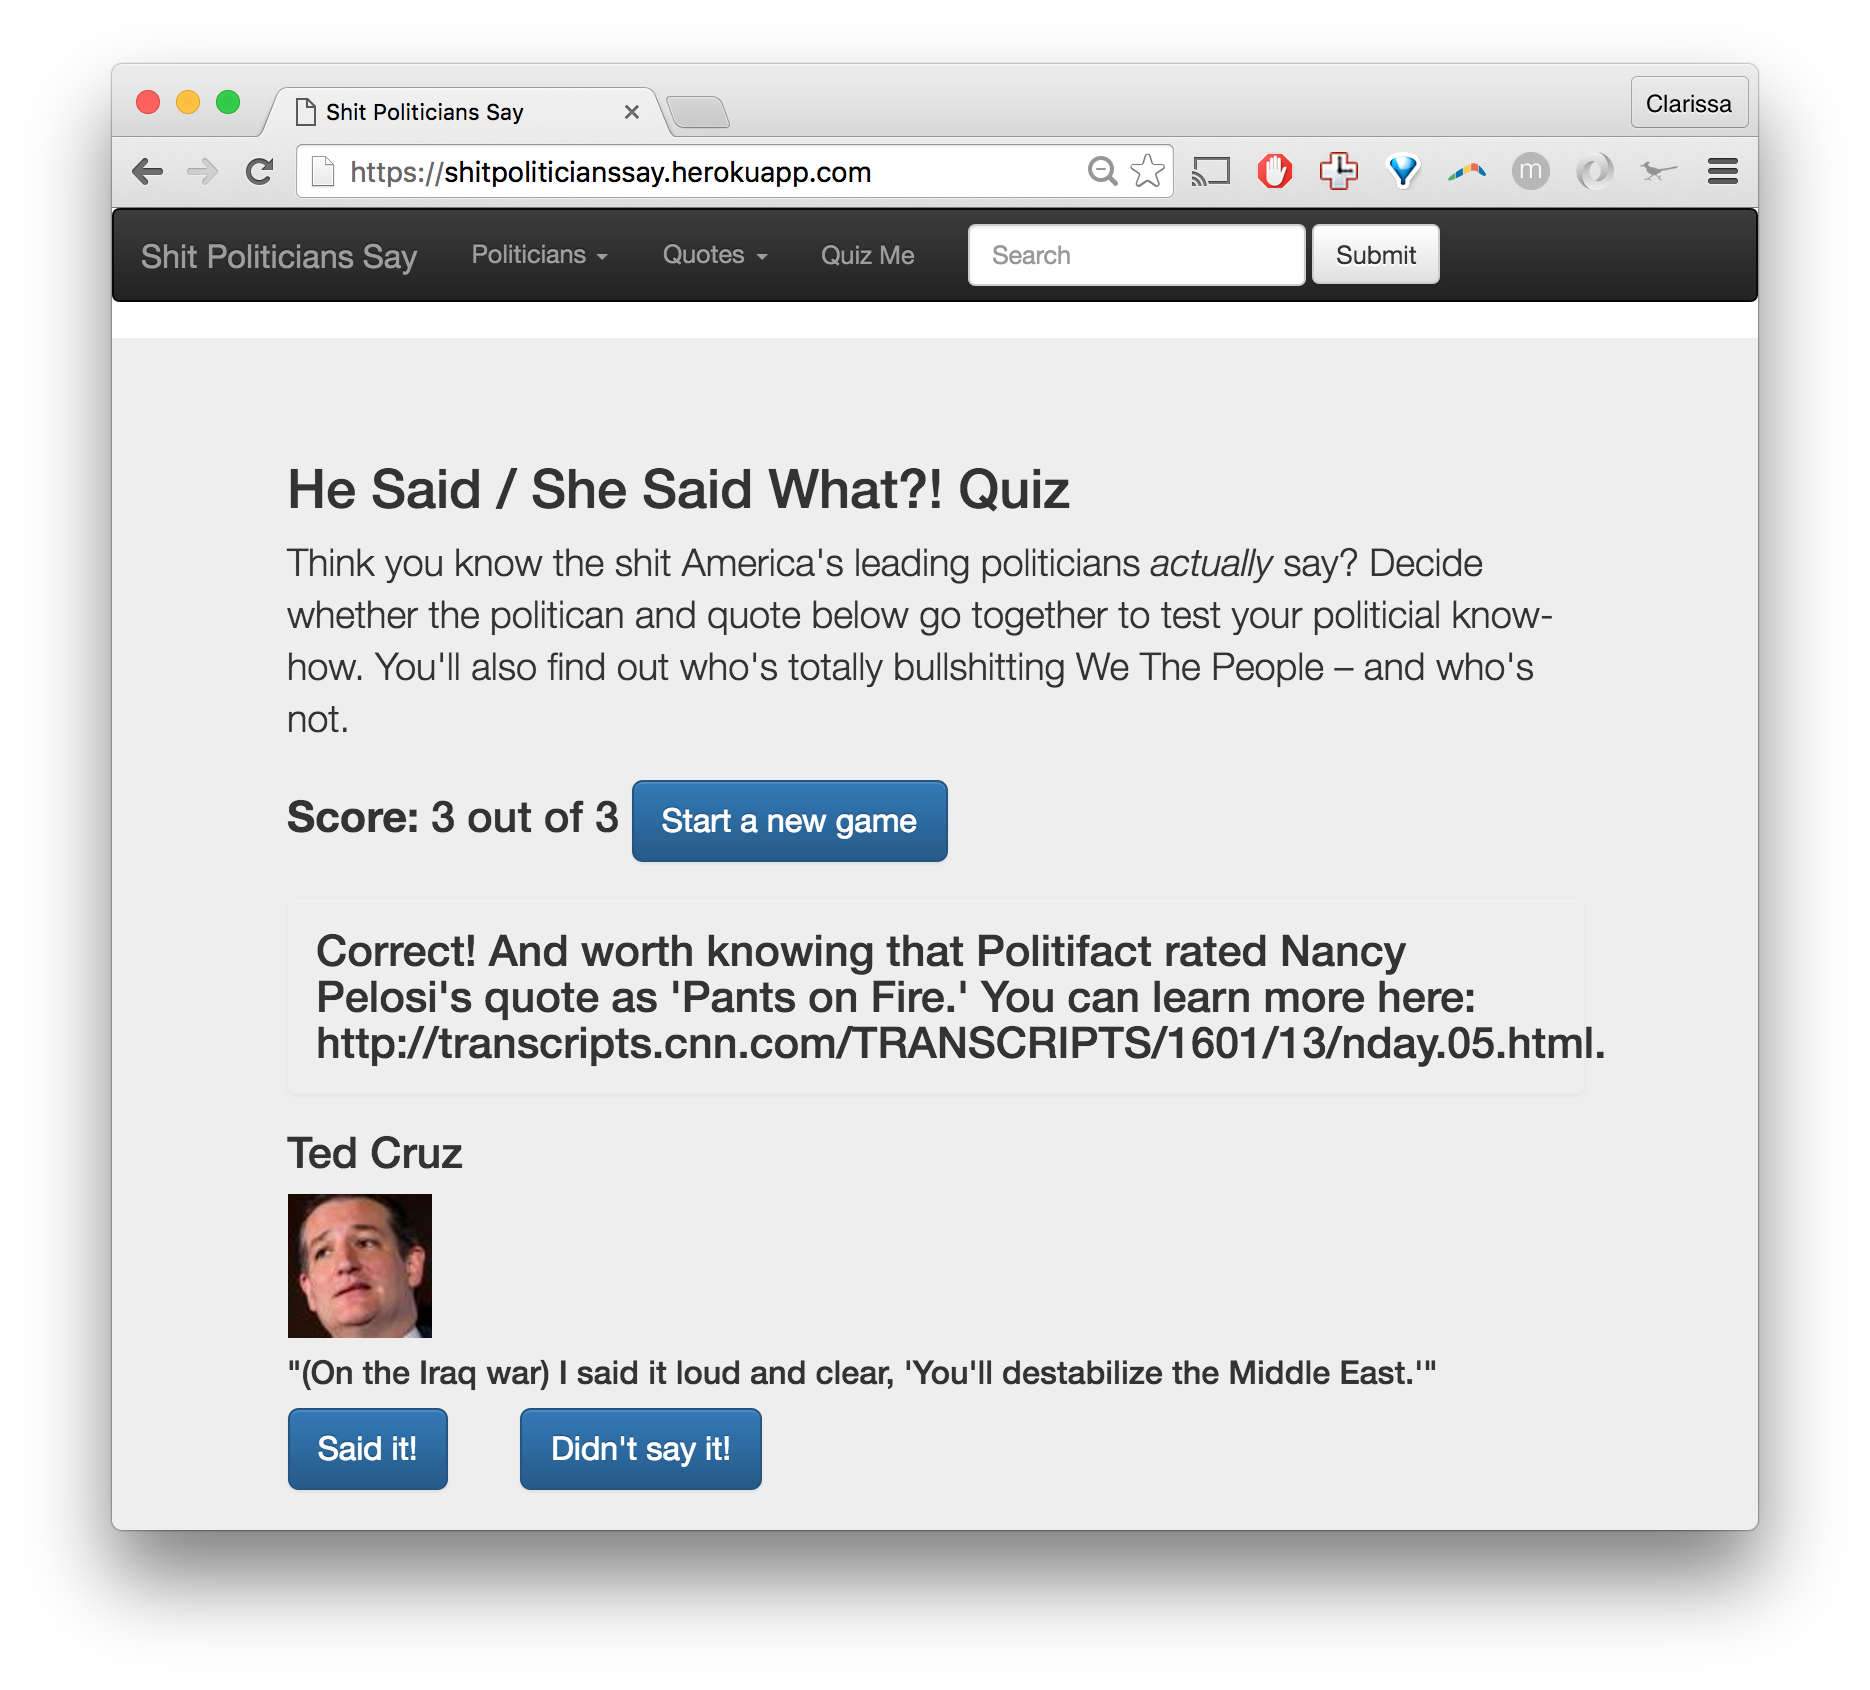 Shit Politicians Say
Clarissa
https://shitpoliticianssay.herokuapp.com
m
Shit Politicians Say Politicians Quotes Quiz Me Search Submit
He Said / She Said What?! Quiz
Think you know the shit America's leading politicians actually say? Decide
whether the politican and quote below go together to test your politicial know-
how. You'll also find out who's totally bullshitting We The People – and who's
not.
Score: 3 out of 3 Start a new game
Correct! And worth knowing that Politifact rated Nancy
Pelosi's quote as 'Pants on Fire.' You can learn more here:
http://transcripts.cnn.com/TRANSCRIPTS/1601/13/nday.05.html.
Ted Cruz
"(On the Iraq war) I said it loud and clear, 'You'll destabilize the Middle East.'"
Said it! Didn't say it!